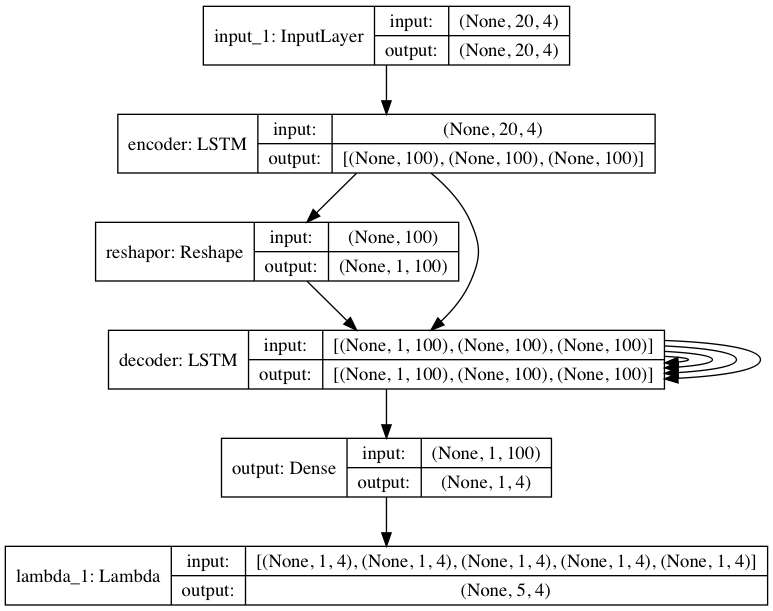 input_1: InputLayer
input: (None, 20, 4)
output: (None, 20, 4)
encoder: LSTM
input: (None, 20, 4)
output: [(None, 100), (None, 100), (None, 100)]
reshapor: Reshape
input: (None, 100)
output: (None, 1, 100)
decoder: LSTM
input: [(None, 1, 100), (None, 100), (None, 100)]
output: [(None, 1, 100), (None, 100), (None, 100)]
output: Dense
input: (None, 1, 100)
output: (None, 1, 4)
lambda_1: Lambda
input: [(None, 1, 4), (None, 1, 4), (None, 1, 4), (None, 1, 4), (None, 1, 4)]
output: (None, 5, 4)